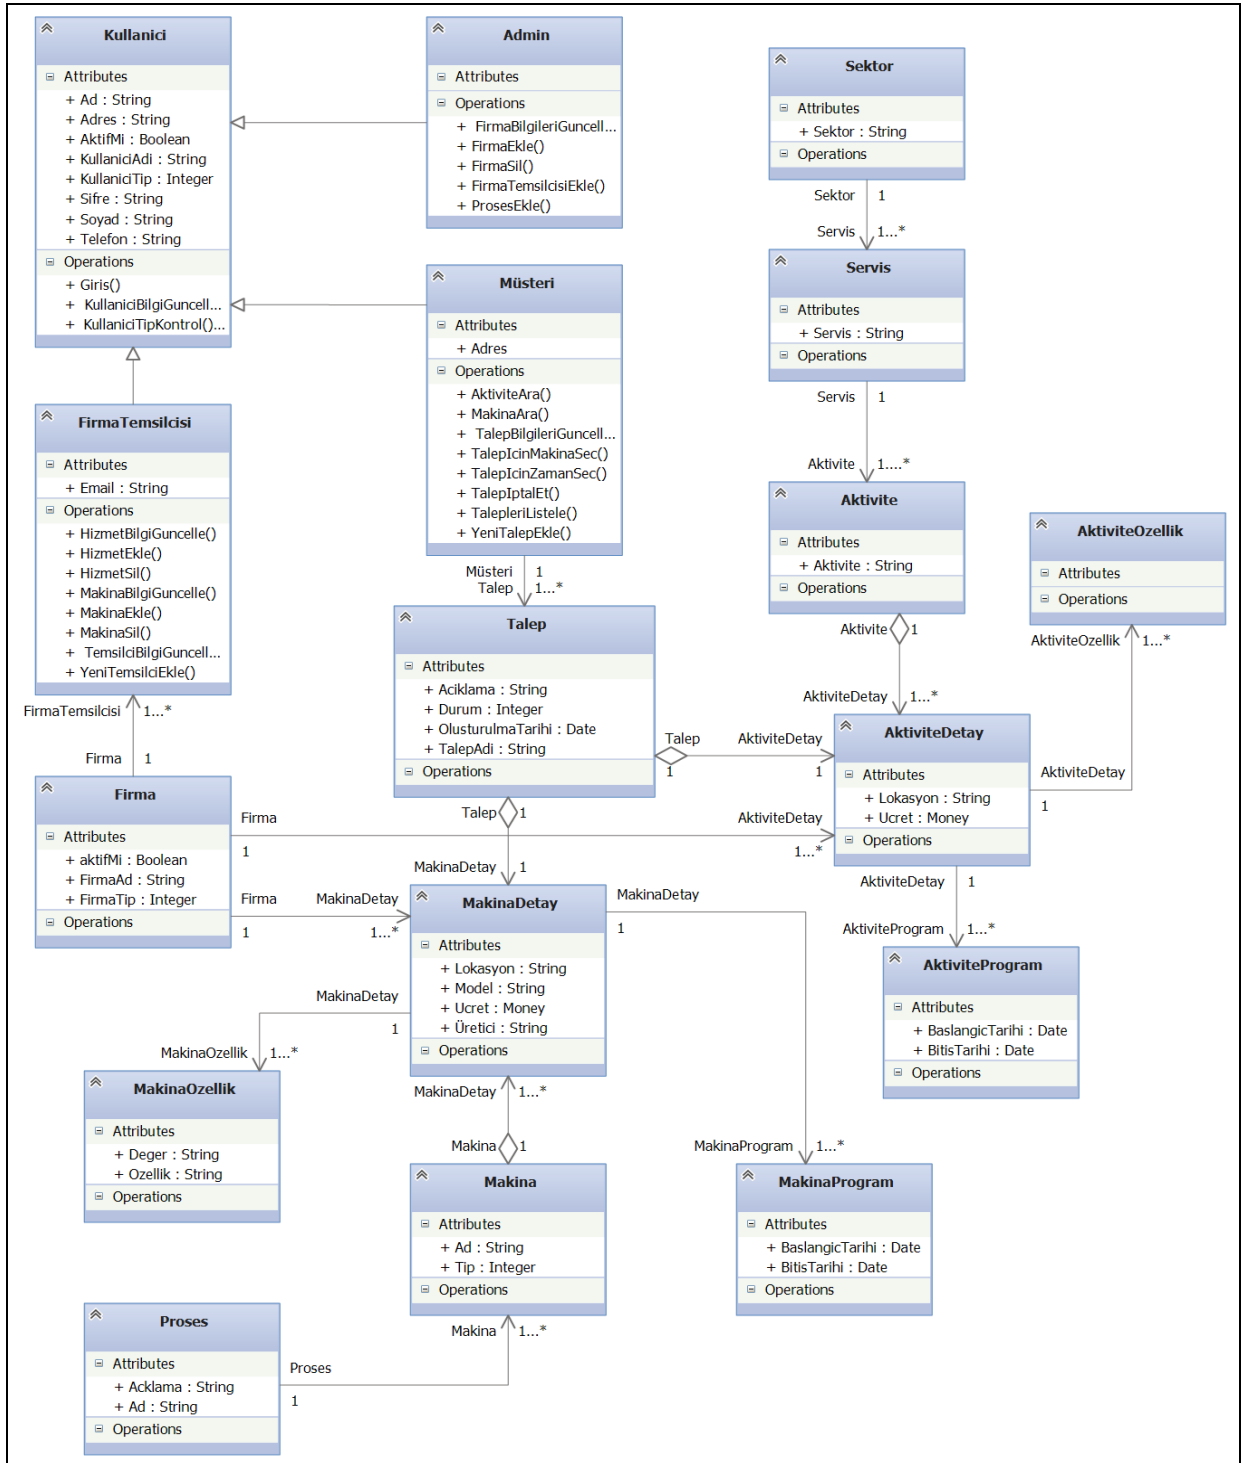 Kullanici
Attributes
+ Ad : String
+ Adres : String
+ AktifMi : Boolean
+ KullaniciAdi : String
+ KullaniciTip : Integer
+ Sifre : String
+ Soyad : String
+ Telefon : String
Operations
+ Giris()
+ KullaniciBilgiGuncell...
+ KullaniciTipKontrol()...
Admin
Attributes
Operations
+ FirmaBilgileriGuncell...
+ FirmaEkle()
+ FirmaSil()
+ FirmaTemsilcisiEkle()
+ ProsesEkle()
Sektor
Attributes
+ Sektor : String
Operations
Sektor 1
Servis 1...*
Servis
Attributes
+ Servis : String
Operations
Servis 1
Aktivite 1....*
Müsteri
Attributes
+ Adres
Operations
+ AktiviteAra()
+ MakinaAra()
+ TalepBilgileriGuncell...
+ TalepIcinMakinaSec()
+ TalepIcinZamanSec()
+ TalepIptalEt()
+ TalepleriListele()
+ YeniTalepEkle()
Müsteri 1
Talep 1...*
FirmaTemsilcisi
Attributes
+ Email : String
Operations
+ HizmetBilgiGuncelle()
+ HizmetEkle()
+ HizmetSil()
+ MakinaBilgiGuncelle()
+ MakinaEkle()
+ MakinaSil()
+ TemsilciBilgiGuncell...
+ YeniTemsilciEkle()
FirmaTemsilcisi 1...*
Firma 1
Aktivite
Attributes
+ Aktivite : String
Operations
Aktivite 1
AktiviteDetay 1...*
AktiviteOzellik
Attributes
Operations
AktiviteOzellik 1...*
Talep
Attributes
+ Aciklama : String
+ Durum : Integer
+ OlusturulmaTarihi : Date
+ TalepAdi : String
Operations
Talep AktiviteDetay
1 1
Talep 1
MakinaDetay 1
AktiviteDetay
Attributes
+ Lokasyon : String
+ Ucret : Money
Operations
AktiviteDetay
1
AktiviteDetay 1
AktiviteProgram 1...*
Firma
Attributes
+ aktifMi : Boolean
+ FirmaAd : String
+ FirmaTip : Integer
Operations
Firma AktiviteDetay
1 1...*
Firma MakinaDetay
1 1...*
MakinaDetay
Attributes
+ Lokasyon : String
+ Model : String
+ Ucret : Money
+ Üretici : String
Operations
MakinaDetay
1
MakinaDetay
1
MakinaOzellik 1...*
MakinaDetay 1...*
Makina 1
AktiviteProgram
Attributes
+ BaslangicTarihi : Date
+ BitisTarihi : Date
Operations
MakinaOzellik
Attributes
+ Deger : String
+ Ozellik : String
Operations
MakinaProgram 1...*
Makina
Attributes
+ Ad : String
+ Tip : Integer
Operations
MakinaProgram
Attributes
+ BaslangicTarihi : Date
+ BitisTarihi : Date
Operations
Makina 1...*
Proses
Attributes
+ Acklama : String
+ Ad : String
Operations
Proses
1